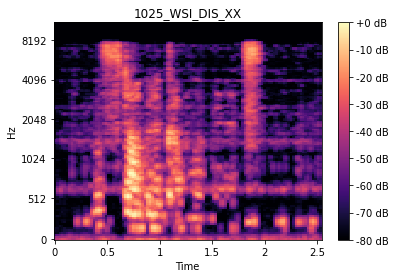 1025_WSI_DIS_XX
+0 dB
8192
-10 dB
4096
-20 dB
-30 dB
2048
-40 dB
Hz
1024
-50 dB
512
-60 dB
-70 dB
0
-80 dB
0 0.5 1 1.5 2 2.5
Time